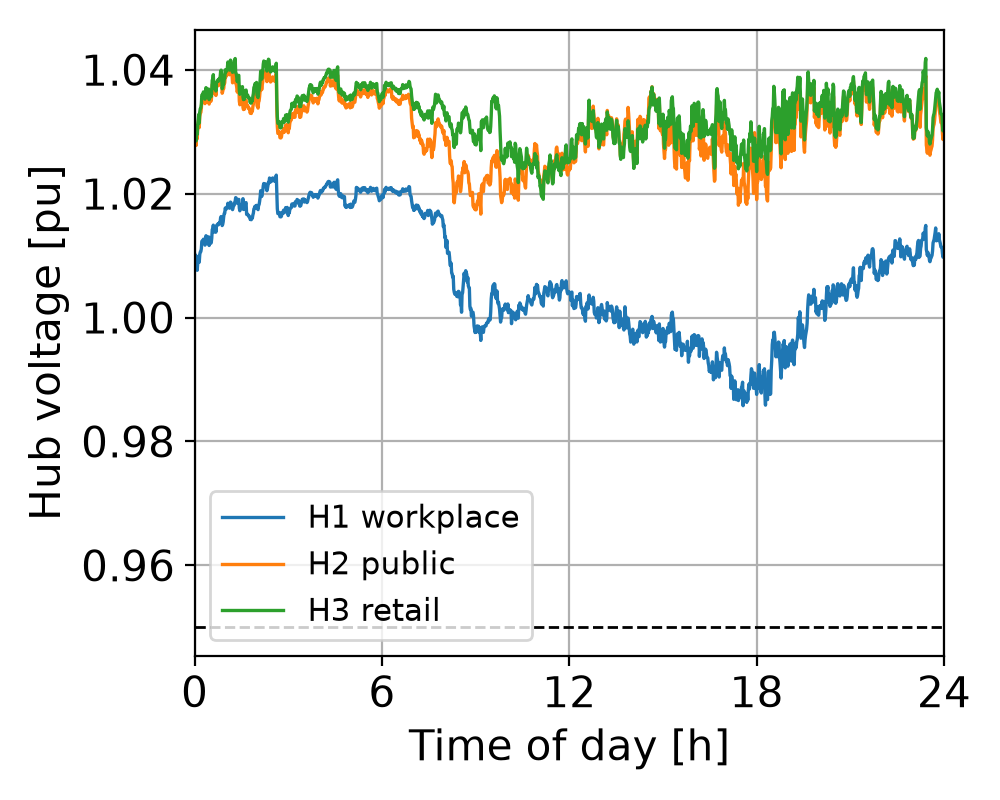 Hub voltage [pu]
1.04
1.02
1.00
0.98
0.96
H1 workplace
H2 public
H3 retail
0 6 12 18 24
Time of day [h]